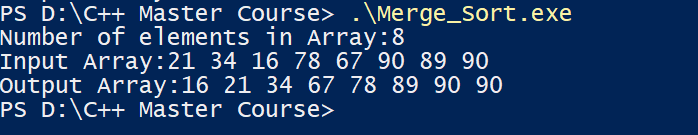 PS D:\C++ Master Course> .\Merge_Sort.exe
Number of elements in Array:8
Input Array:21 34 16 78 67 90 89 90
Output Array:16 21 34 67 78 89 90 90
PS D:\C++ Master Course>